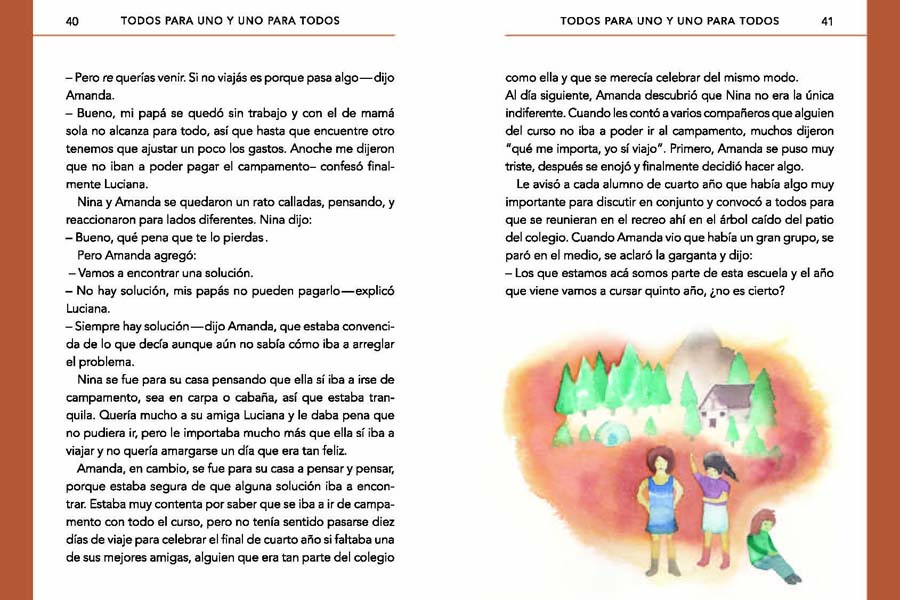 40 TODOS PARA UNO Y UNO PARA TODOS
– Pero re querías venir. Si no viajás es porque pasa algo—dijo
Amanda.
– Bueno, mi papá se quedó sin trabajo y con el de mamá
sola no alcanza para todo, así que hasta que encuentre otro
tenemos que ajustar un poco los gastos. Anoche me dijeron
que no iban a poder pagar el campamento– confesó final-
mente Luciana.
Nina y Amanda se quedaron un rato calladas, pensando, y
reaccionaron para lados diferentes. Nina dijo:
– Bueno, qué pena que te lo pierdas.
Pero Amanda agregó:
– Vamos a encontrar una solución.
– No hay solución, mis papás no pueden pagarlo—explicó
Luciana.
– Siempre hay solución—dijo Amanda, que estaba convenci-
da de lo que decía aunque aún no sabía cómo iba a arreglar
el problema.
Nina se fue para su casa pensando que ella sí iba a irse de
campamento, sea en carpa o cabaña, así que estaba tran-
quila. Quería mucho a su amiga Luciana y le daba pena que
no pudiera ir, pero le importaba mucho más que ella sí iba a
viajar y no quería amargarse un día que era tan feliz.
Amanda, en cambio, se fue para su casa a pensar y pensar,
porque estaba segura de que alguna solución iba a encon-
trar. Estaba muy contenta por saber que se iba a ir de campa-
mento con todo el curso, pero no tenía sentido pasarse diez
días de viaje para celebrar el final de cuarto año si faltaba una
de sus mejores amigas, alguien que era tan parte del colegio
TODOS PARA UNO Y UNO PARA TODOS 41
como ella y que se merecía celebrar del mismo modo.
Al día siguiente, Amanda descubrió que Nina no era la única
indiferente. Cuando les contó a varios compañeros que alguien
del curso no iba a poder ir al campamento, muchos dijeron
“qué me importa, yo sí viajo”. Primero, Amanda se puso muy
triste, después se enojó y finalmente decidió hacer algo.
Le avisó a cada alumno de cuarto año que había algo muy
importante para discutir en conjunto y convocó a todos para
que se reunieran en el recreo ahí en el árbol caído del patio
del colegio. Cuando Amanda vio que había un gran grupo, se
paró en el medio, se aclaró la garganta y dijo:
– Los que estamos acá somos parte de esta escuela y el año
que viene vamos a cursar quinto año, ¿no es cierto?